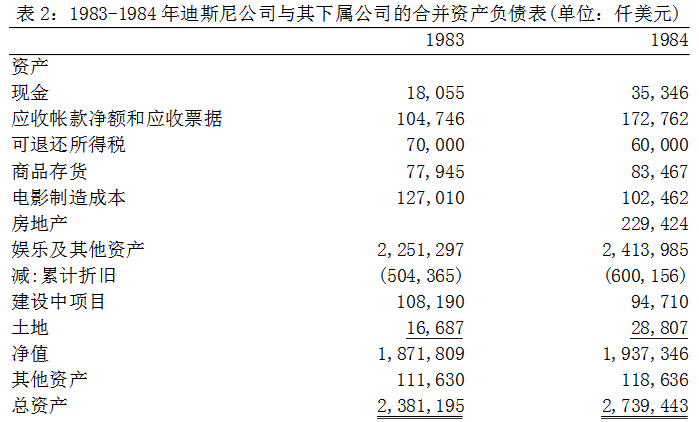 表 2：1983-1984 年迪斯尼公司与其下属公司的合并资产负债表(单位：仟美元)
1983 1984
资产
现金 18,055 35,346
应收帐款净额和应收票据 104,746 172,762
可退还所得税 70,000 60,000
商品存货 77,945 83,467
电影制造成本 127,010 102,462
房地产 229,424
娱乐及其他资产 2,251,297 2,413,985
减:累计折旧 (504,365) (600,156)
建设中项目 108,190 94,710
土地 16,687 28,807
净值 1,871,809 1,937,346
其他资产 111,630 118,636
总资产 2,381,195 2,739,443